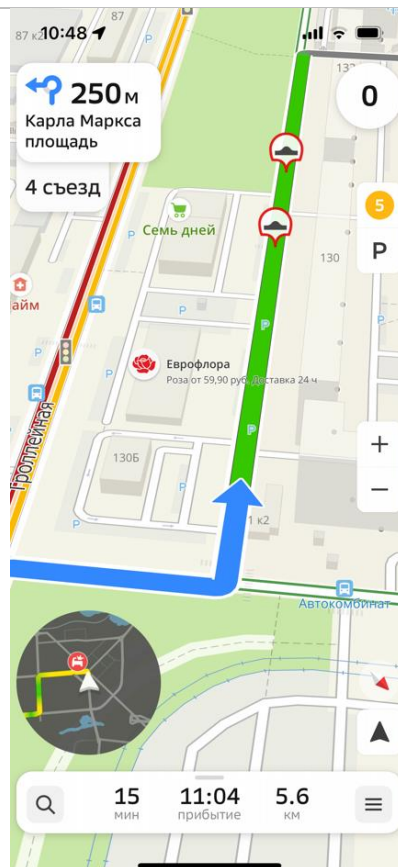 87 к2
10:48
87
250 м
Карла Маркса
площадь
4 съезд
0
5
P
Семь дней
айм
130
Еврофлора
Роза от 59,90 руб. Доставка 24 ч
Троллейная
130Б
1 к2
+
−
Автокомбинат
15
мин
11:04
прибытие
5.6
км